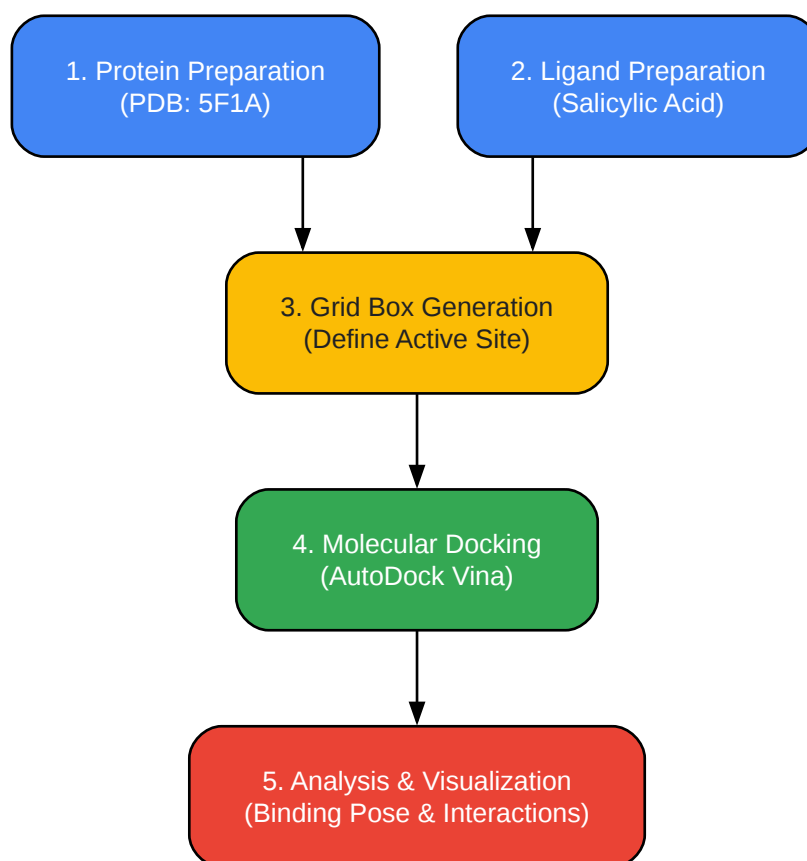 1. Protein Preparation
(PDB: 5F1A)
2. Ligand Preparation
(Salicylic Acid)
3. Grid Box Generation
(Define Active Site)
4. Molecular Docking
(AutoDock Vina)
5. Analysis & Visualization
(Binding Pose & Interactions)